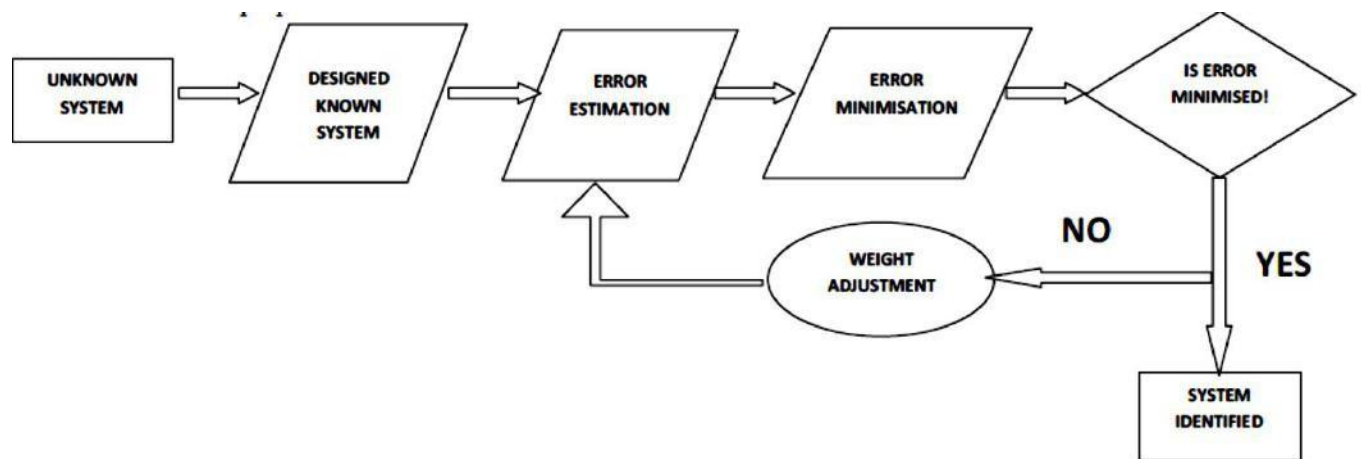 UNKNOWN
SYSTEM
DESIGNED
KNOWN
SYSTEM
ERROR
ESTIMATION
ERROR
MINIMISATION
IS ERROR
MINIMISED!
NO
YES
WEIGHT
ADJUSTMENT
SYSTEM
IDENTIFIED